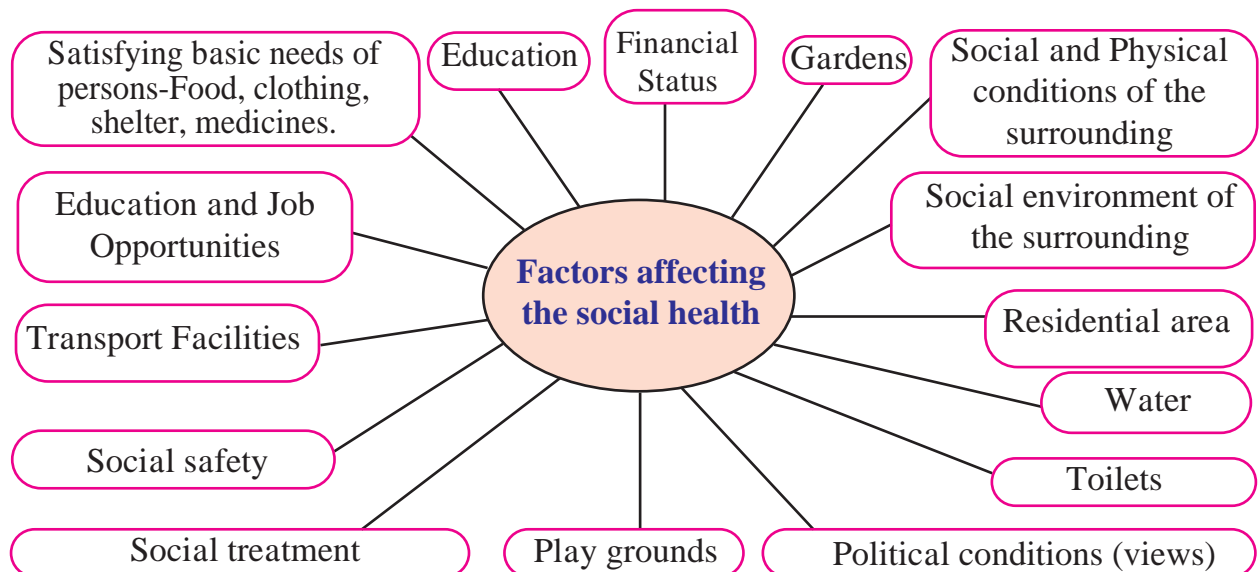 Satisfying basic needs of
persons-Food, clothing,
shelter, medicines.
Education
Financial
Status
Gardens
Social and Physical
conditions of the
surrounding
Education and Job
Opportunities
Social environment of
the surrounding
Factors affecting
the social health
Transport Facilities
Residential area
Water
Social safety
Toilets
Social treatment
Play grounds
Political conditions (views)